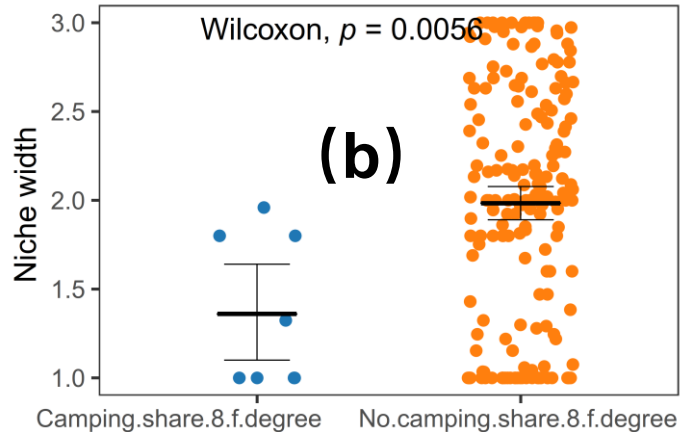 Wilcoxon, p = 0.0056
(b)
Niche width
3.0
2.5
2.0
1.5
1.0
Camping.share.8.f.degree No.camping.share.8.f.degree